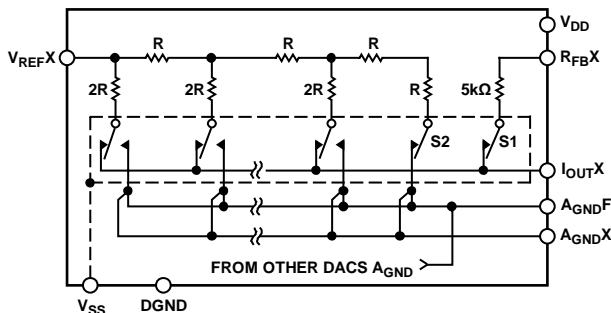 V_DD
V_REFX
R
R
R
R_FBX
2R
2R
2R
R
5kΩ
S2
S1
I_OUTX
A_GNDF
A_GNDX
FROM OTHER DACS A_GND
V_SS
DGND